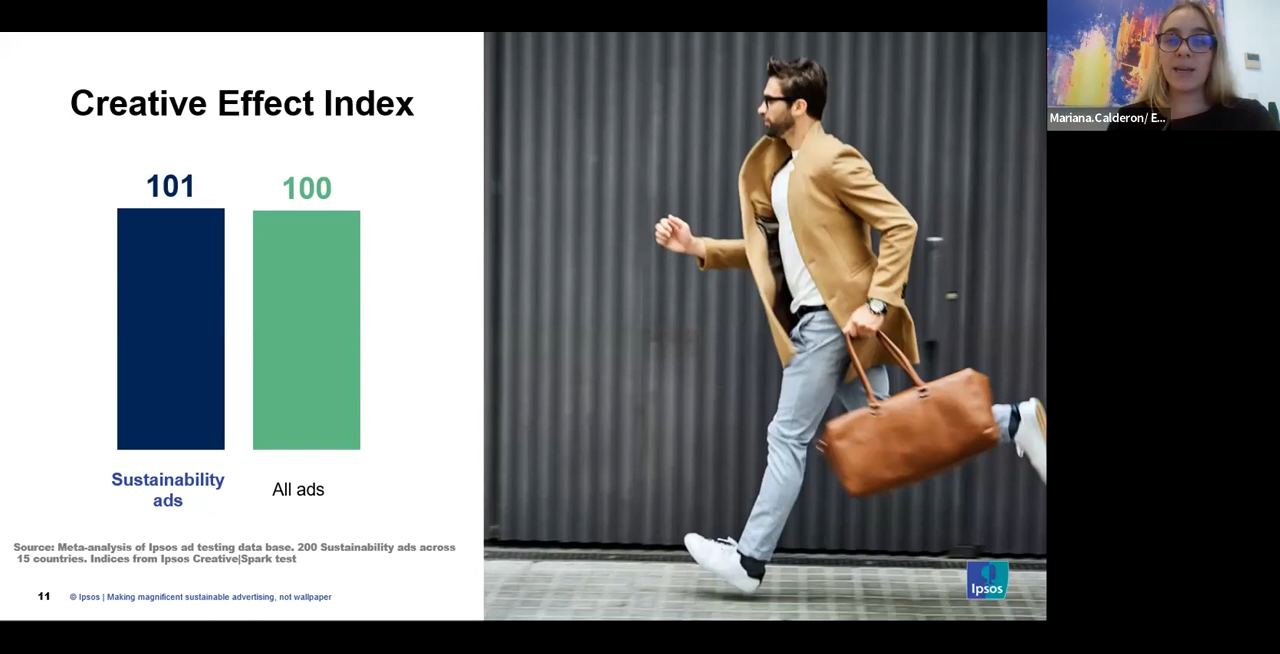 Creative Effect Index
101
100
Sustainability
ads
All ads
Source: Meta-analysis of Ipsos ad testing data base. 200 Sustainability ads across
15 countries. Indices from Ipsos Creative|Spark test
11
© Ipsos | Making magnificent sustainable advertising, not wallpaper
Ipsos
Mariana.Calderon/ E...